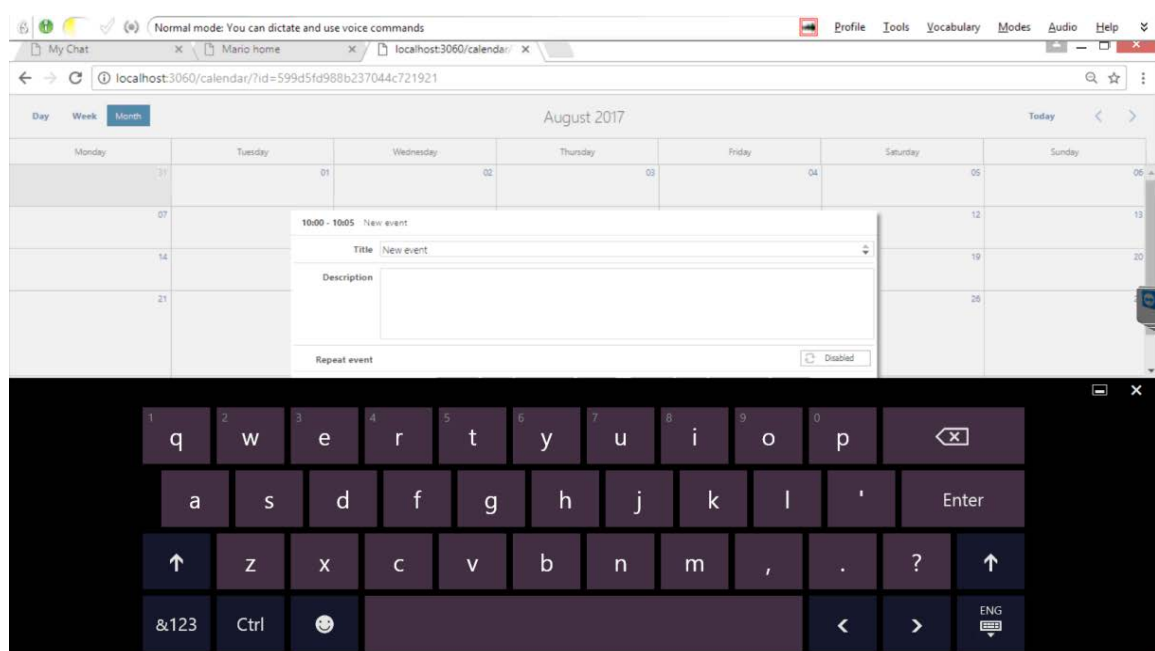 Normal mode: You can dictate and use voice commands Profile Tools Vocabulary Modes Audio Help
My Chat Mario home localhost:3060/calendar/
localhost:3060/calendar/?id=599d5fd988b237044c721921
Day Week Month August 2017 Today
Monday Tuesday Wednesday Thursday Friday Saturday Sunday
31 01 02 03 04 05 06
07 12 13
10:00 - 10:05 New event
Title New event
14 19 20
Description
21 26
Repeat event Disabled
1 2 3 4 5 6 7 8 9 0
q w e r t y u i o p
a s d f g h j k l ' Enter
z x c v b n m , . ?
&123 Ctrl < > ENG